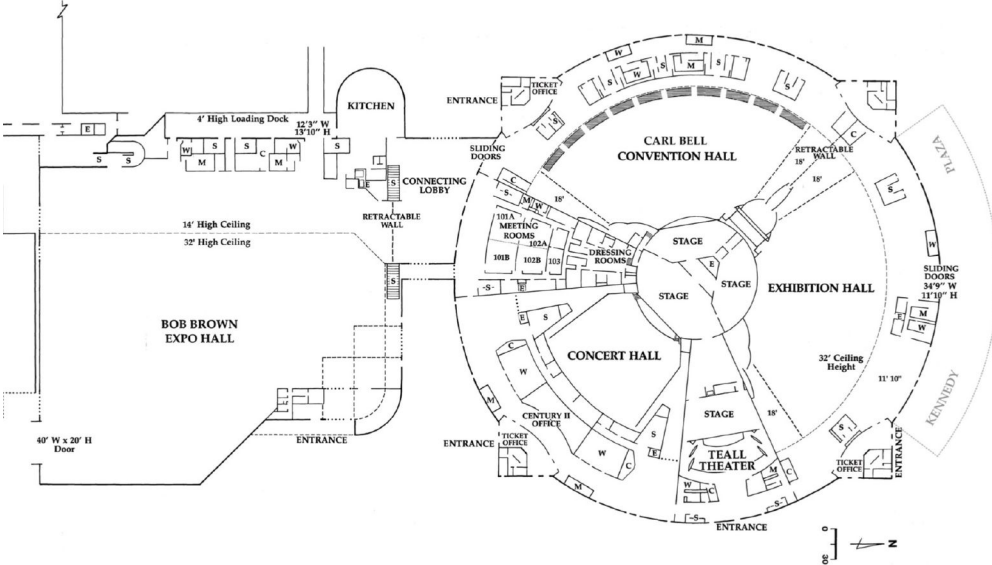 M
W
S
S
M
S
W
S
TICKET
OFFICE
ENTRANCE
S
KITCHEN
4' High Loading Dock
12'3" W
13'10" H
E
S
S
W
S
S
W
S
M
C
M
CARL BELL
CONVENTION HALL
C
RETRACTABLE
WALL
18'
18'
PLAZA
SLIDING
DOORS
CONNECTING
LOBBY
E
S
C
-S-
M
W
18'
S
RETRACTABLE
WALL
101A
MEETING
ROOMS
102A
101B
102B
103
DRESSING
ROOMS
STAGE
E
STAGE
STAGE
W
14' High Ceiling
32' High Ceiling
SLIDING
DOORS
34'9" W
11'10" H
EXHIBITION HALL
S
-S-
E
E
M
W
BOB BROWN
EXPO HALL
E
S
CONCERT HALL
C
W
32' Ceiling
Height
11' 10"
KENNEDY
M
CENTURY II
OFFICE
STAGE
18'
S
S
40' W x 20' H
Door
ENTRANCE
ENTRANCE
TICKET
OFFICE
W
E
C
TEALL
THEATER
TICKET
OFFICE
ENTRANCE
M
W
C
M
C
-S-
-S-
ENTRANCE
0
30
N